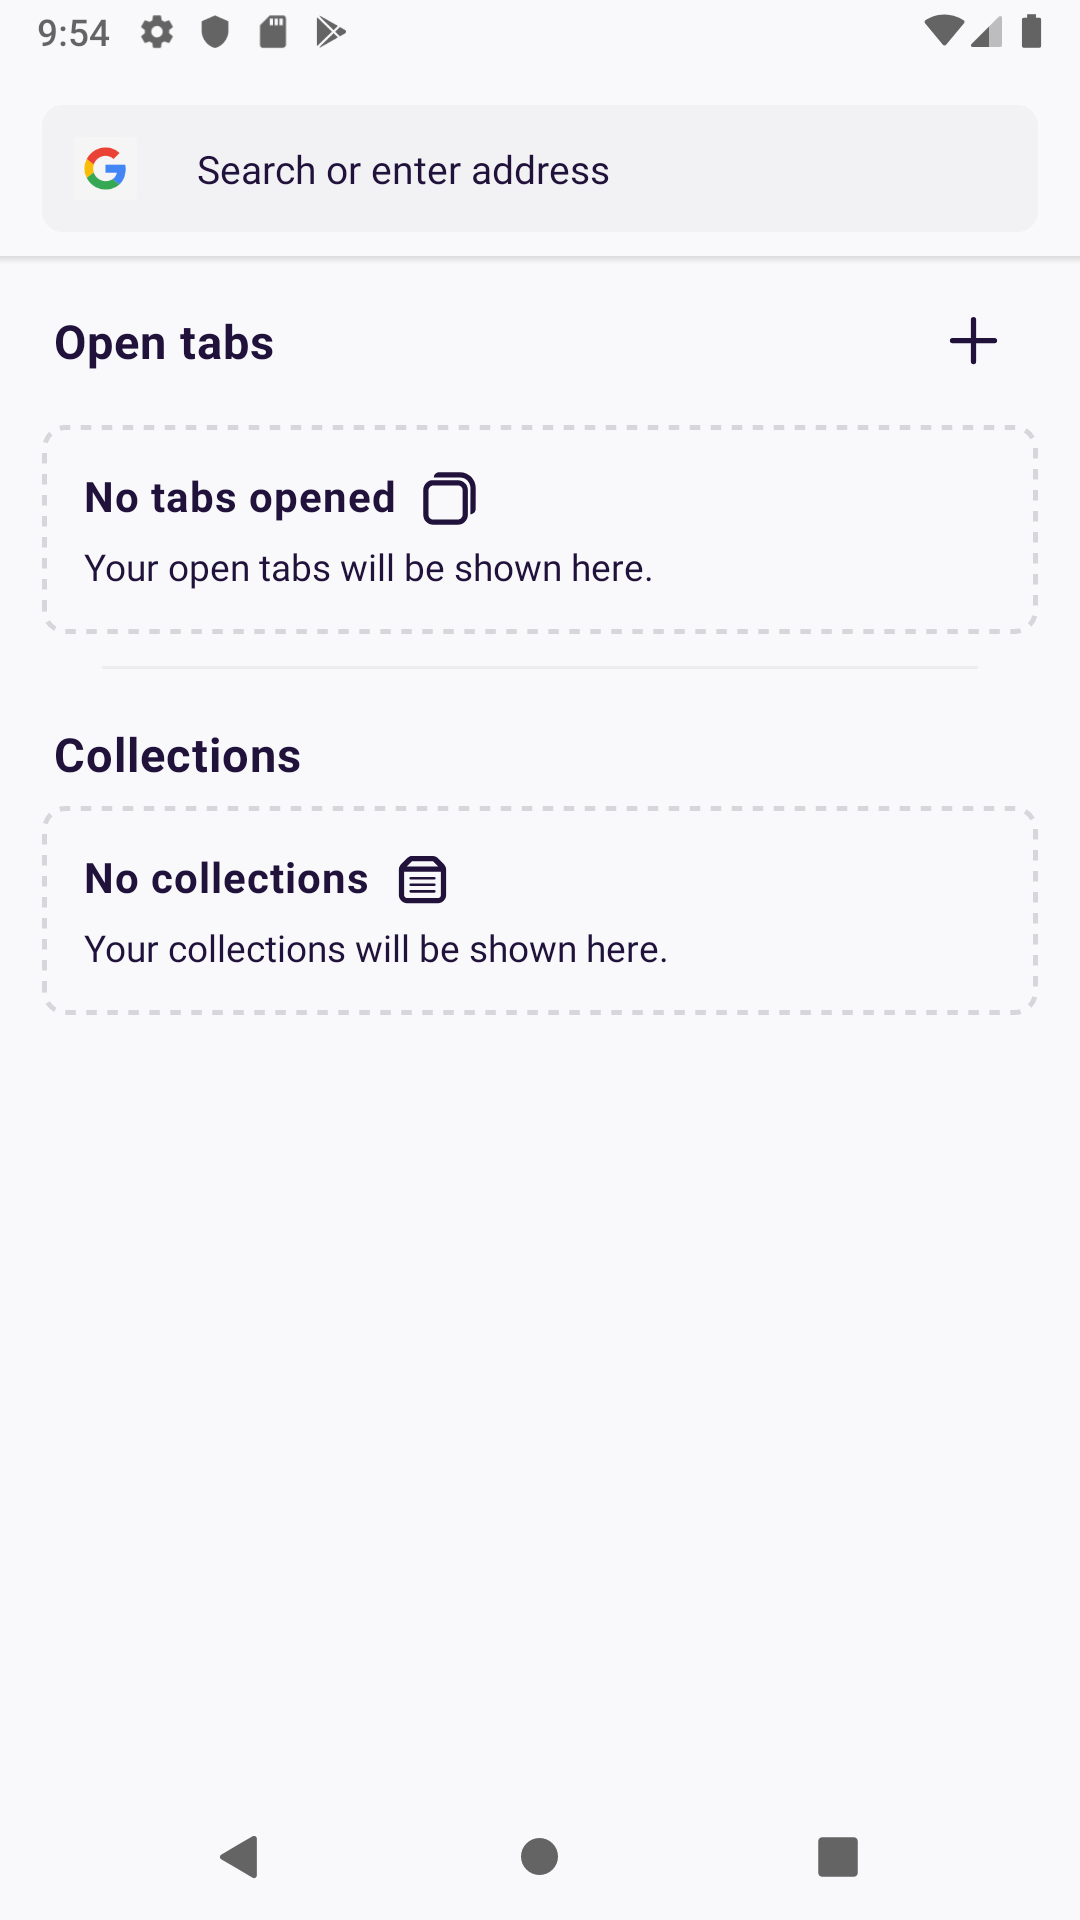 9:54
Search or enter address
Open tabs
No tabs opened
Your open tabs will be shown here.
Collections
No collections
Your collections will be shown here.